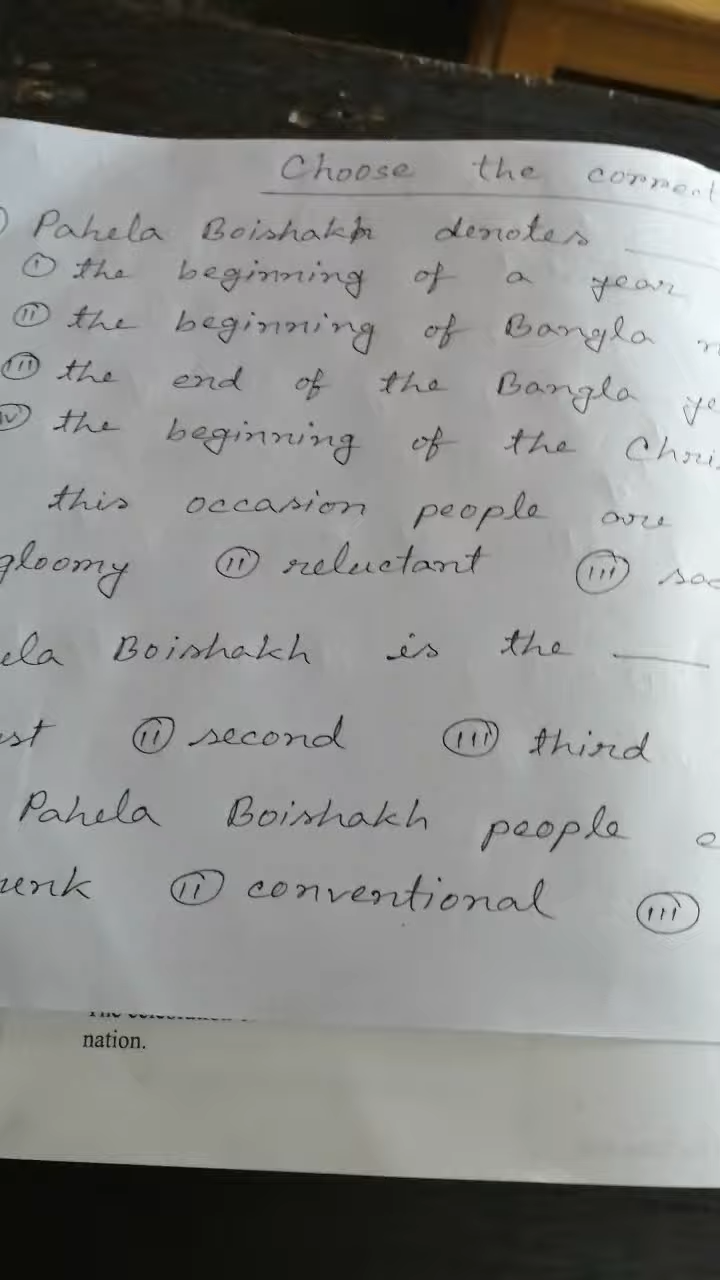 Choose the correct
Pahela Boishakh denotes ___
(i) the beginning of a year
(ii) the beginning of Bangla
(iii) the end of the Bangla
(iv) the beginning of the
this occasion people are
gloomy (ii) reluctant (iii)
Boishakh is the ___
(ii) second (iii) third
Pahela Boishakh people
(ii) conventional (iii)
nation.